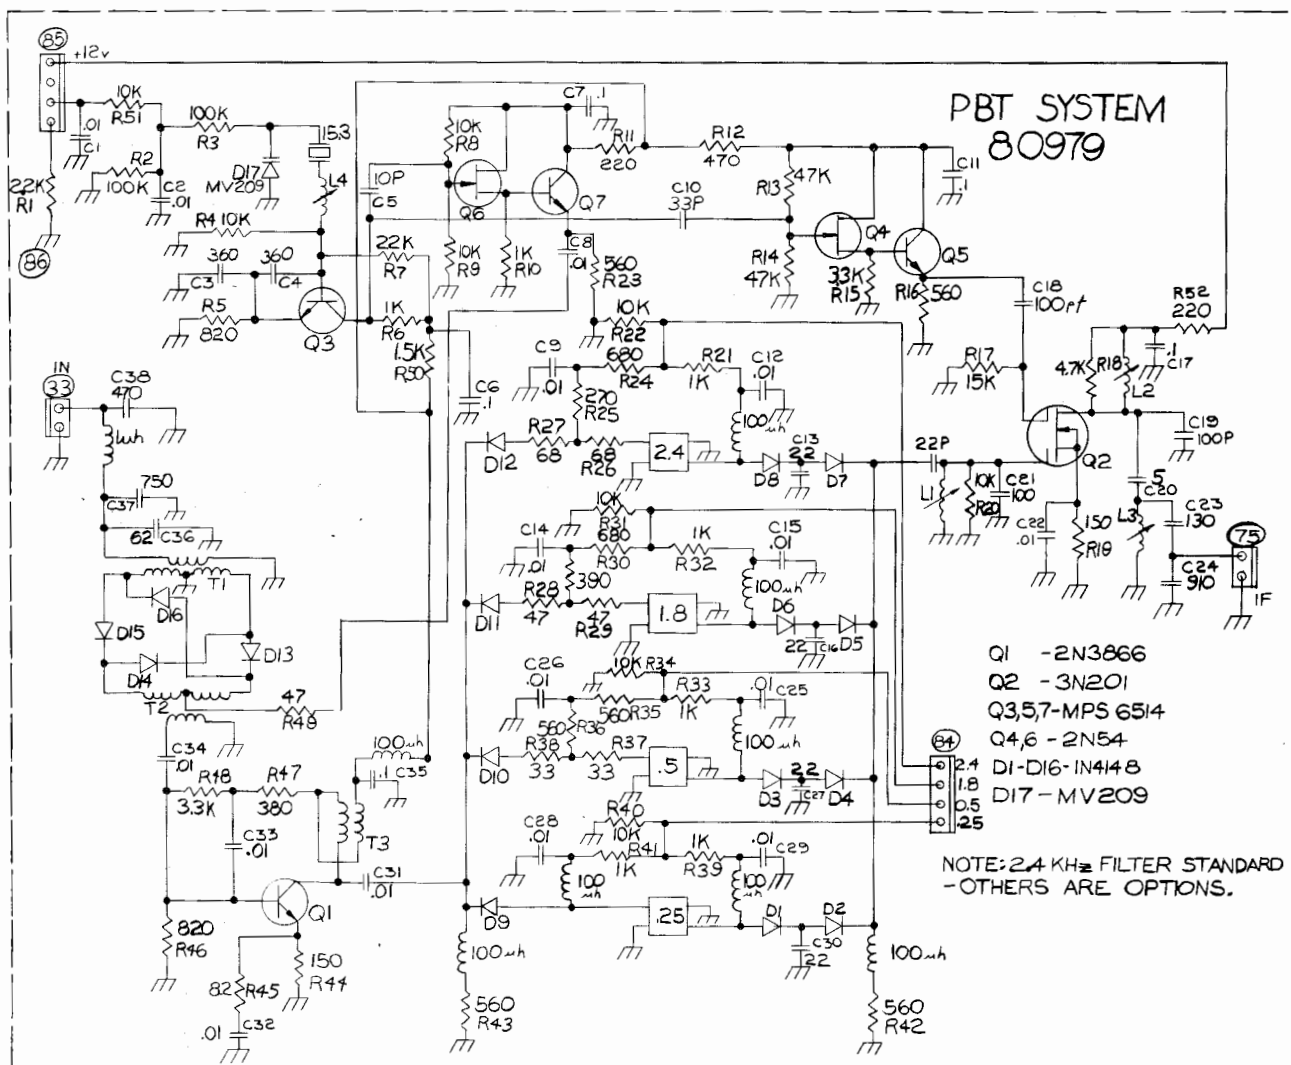 85
+12v
10K
R51
.01
C1
100K
R3
15.3
R2
100K
C2
.01
D17
MV209
L4
22K
R1
86
R4 10K
360
C3
360
C4
R5
820
Q3
22K
R7
1K
R6
1.5K
R50
10P
C5
10K
R8
10K
R9
Q6
1K
R10
Q7
C7 .1
R11
220
R12
470
C8
.01
560
R23
C10
33P
R13
47K
R14
47K
Q4
33K
R15
Q5
R16
560
C11
.1
PBT SYSTEM
80979
C18
100pf
R52
220
.1
C17
4.7K
R18
L2
R17
15K
Q2
C19
100P
IN
33
C38
470
1uh
750
C37
62 C36
T1
D15
D16
D14
D13
T2
47
R49
C6
.1
10K
R22
C9
.01
680
R24
R21
1K
C12
.01
270
R25
100uh
D12
R27
68
68
R26
2.4
D8
C13
22
D7
22P
L1
10K
R20
C21
100
C22
.01
150
R19
5
C20
L3
C23
130
C24
910
75
IF
10K
R31
C14
.01
680
R30
1K
R32
C15
.01
390
100uh
D11
R28
47
47
R29
1.8
D6
22
C16
D5
C26
.01
10K
R34
560
R35
R33
1K
.01
C25
560
R36
100uh
D10
R38
33
R37
33
.5
D3
22
C27
D4
R40
10K
C28
.01
R41
1K
1K
R39
.01
C29
100
uh
100
uh
D9
.25
D1
D2
C30
22
100uh
560
R43
100uh
560
R42
C34
.01
R48
3.3K
R47
380
C33
.01
100uh
.1 C35
T3
C31
.01
Q1
820
R46
150
R44
82 R45
.01 C32
84
2.4
1.8
0.5
.25
Q1 -2N3866
Q2 -3N201
Q3,5,7-MPS 6514
Q4,6 -2N54
D1-D16-1N4148
D17-MV209
NOTE: 2.4 KHz FILTER STANDARD
-OTHERS ARE OPTIONS.